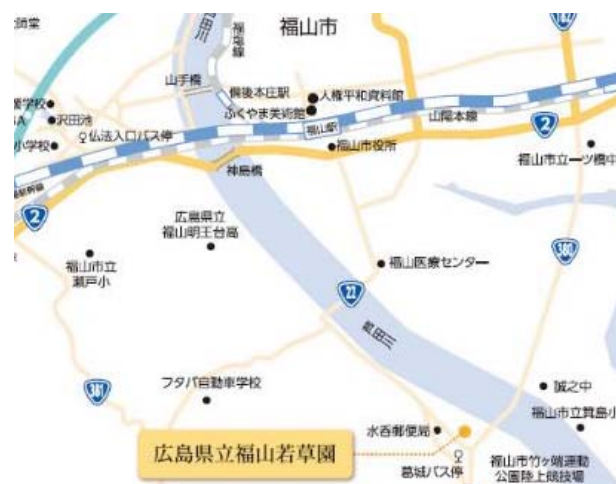 福山市
182
福塩線
山手橋
備後本庄駅
人権平和資料館
ふくやま美術館
山陽本線
沢田池
仏法入口バス停
福山駅
2
福山市役所
福山市立一ツ橋中
神島橋
2
広島県立
福山明王台高
福山市立
瀬戸小
福山医療センター
380
22
芦田川
381
フタバ自動車学校
誠之中
福山市立箕島小
水呑郵便局
広島県立福山若草園
葛城バス停
福山市竹ヶ端運動
公園陸上競技場